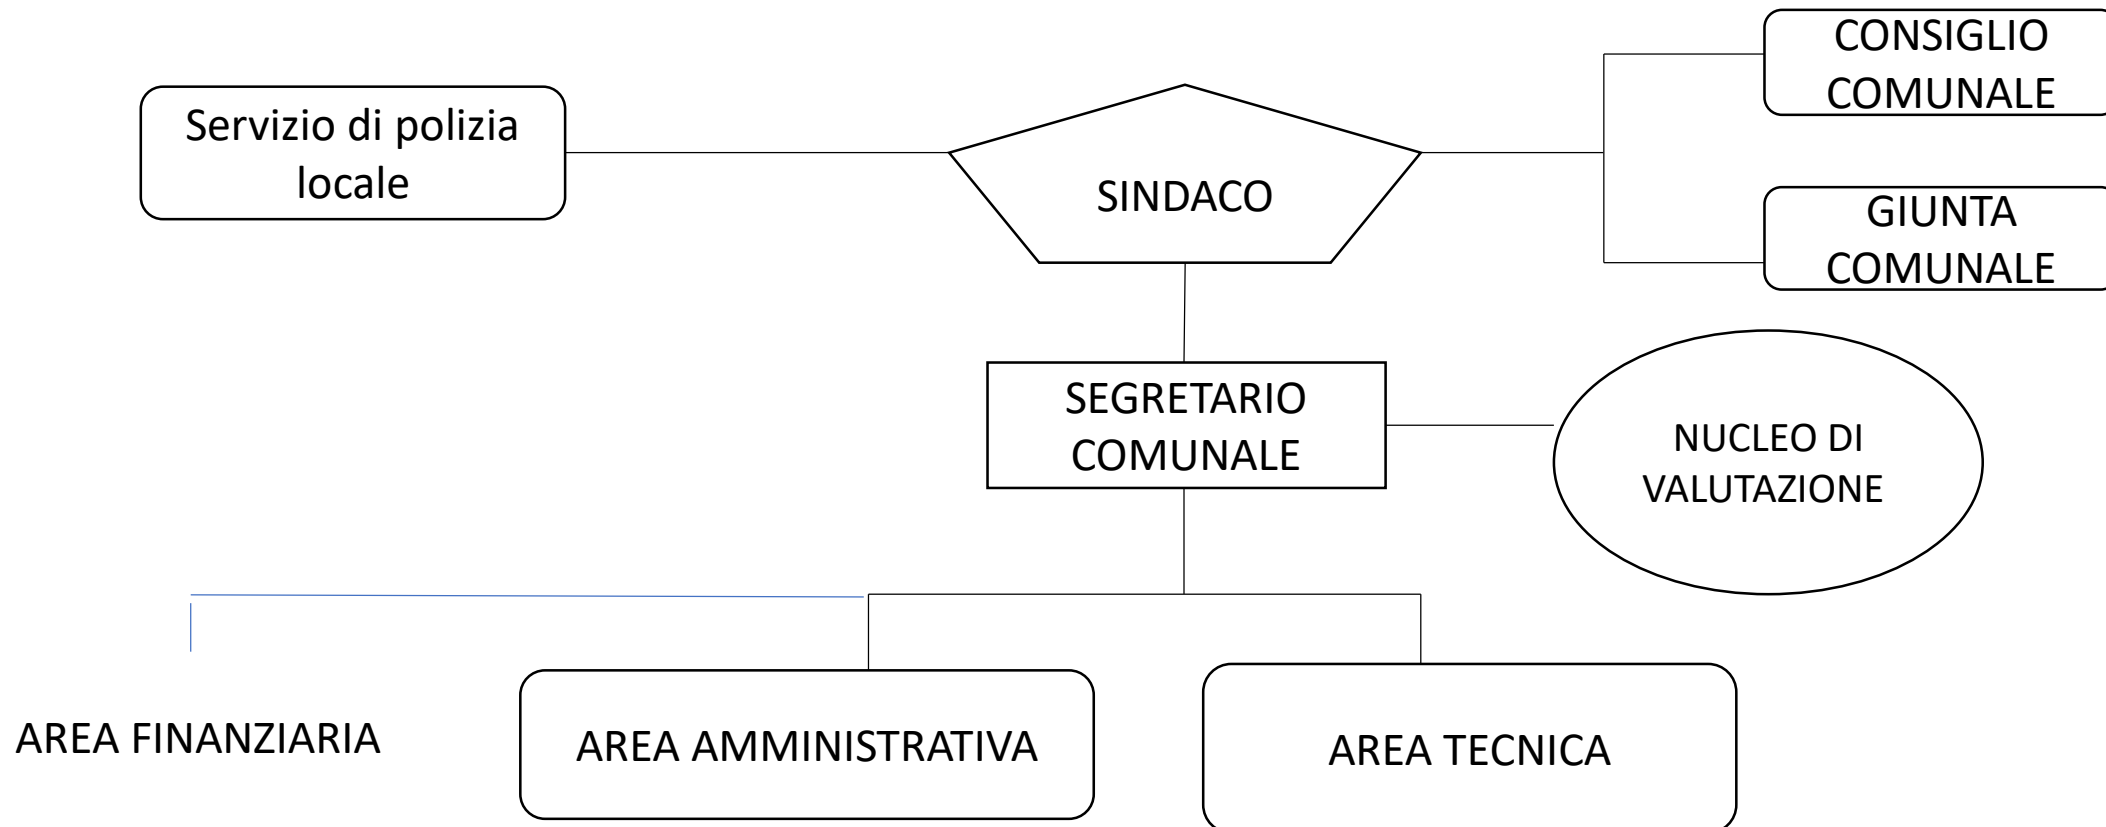 CONSIGLIO
COMUNALE
Servizio di polizia
locale
SINDACO
GIUNTA
COMUNALE
SEGRETARIO
COMUNALE
NUCLEO DI
VALUTAZIONE
AREA FINANZIARIA
AREA AMMINISTRATIVA
AREA TECNICA